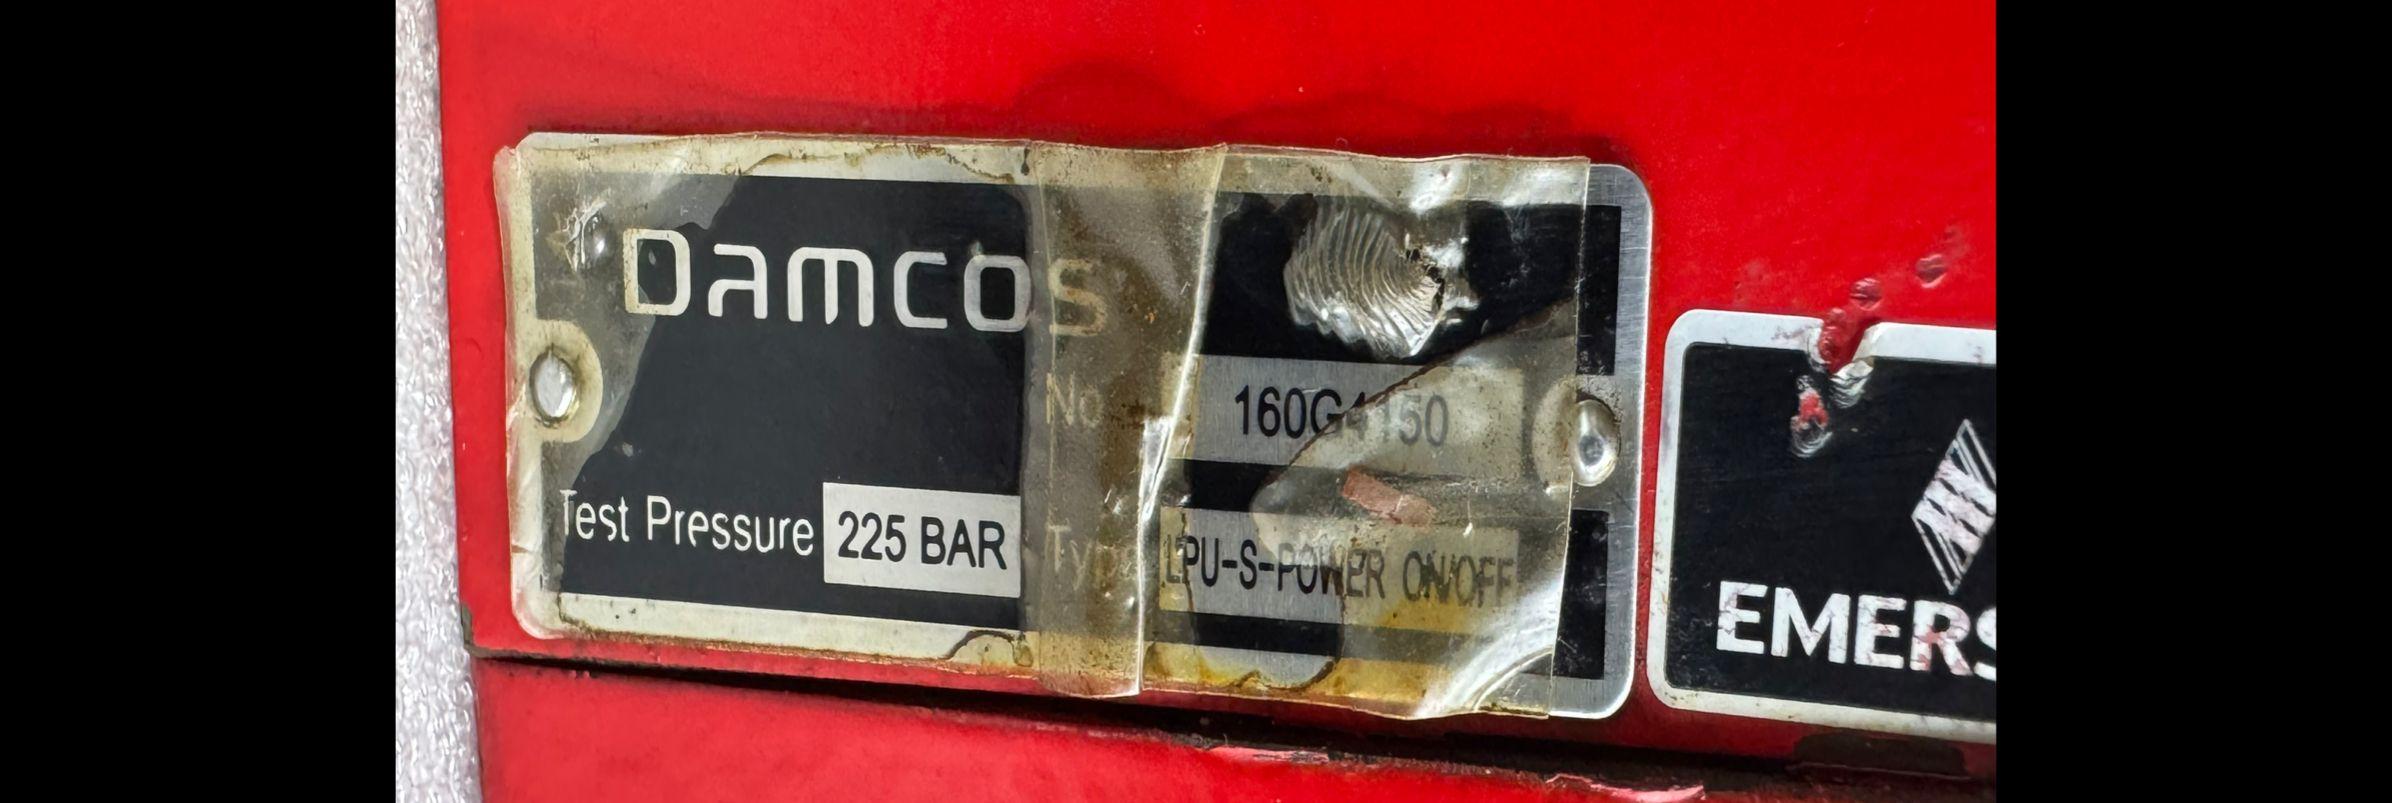 DAMCOS
No 160G4150
Test Pressure 225 BAR Type LPU-S-POWER ON/OFF
EMERS